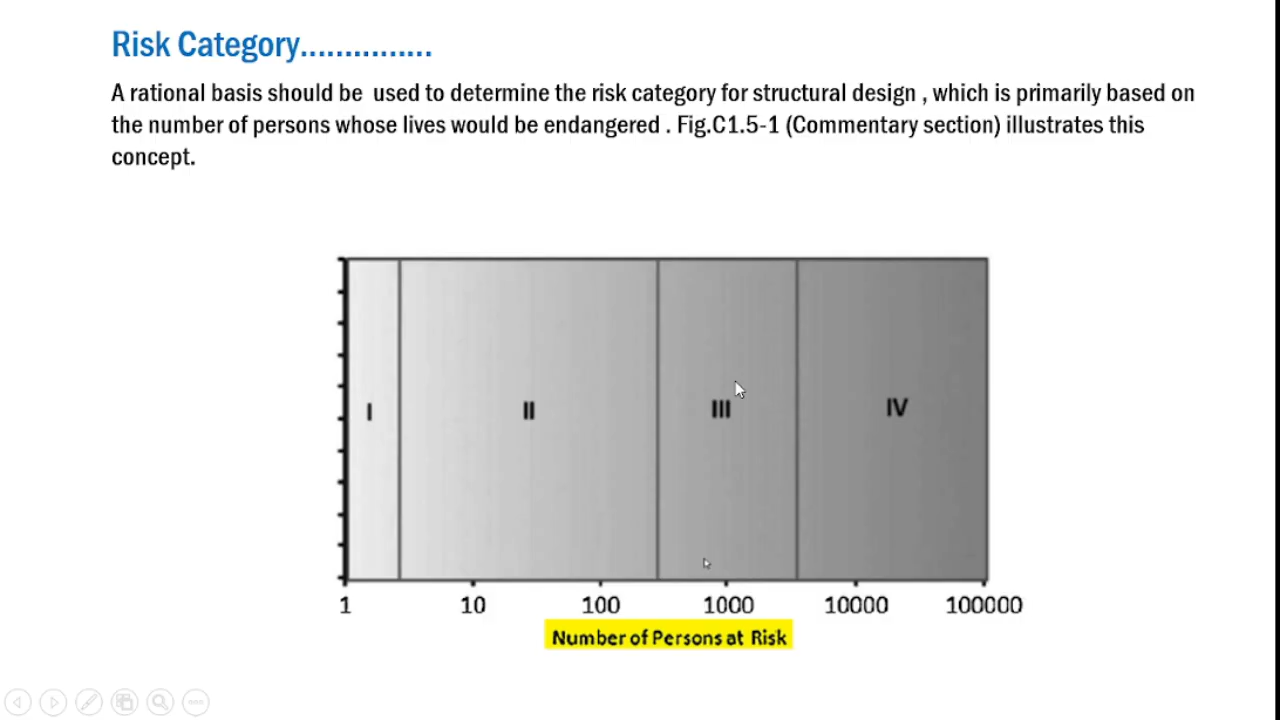 Risk Category...............
A rational basis should be used to determine the risk category for structural design , which is primarily based on
the number of persons whose lives would be endangered . Fig.C1.5-1 (Commentary section) illustrates this
concept.
I II III IV
1 10 100 1000 10000 100000
Number of Persons at Risk